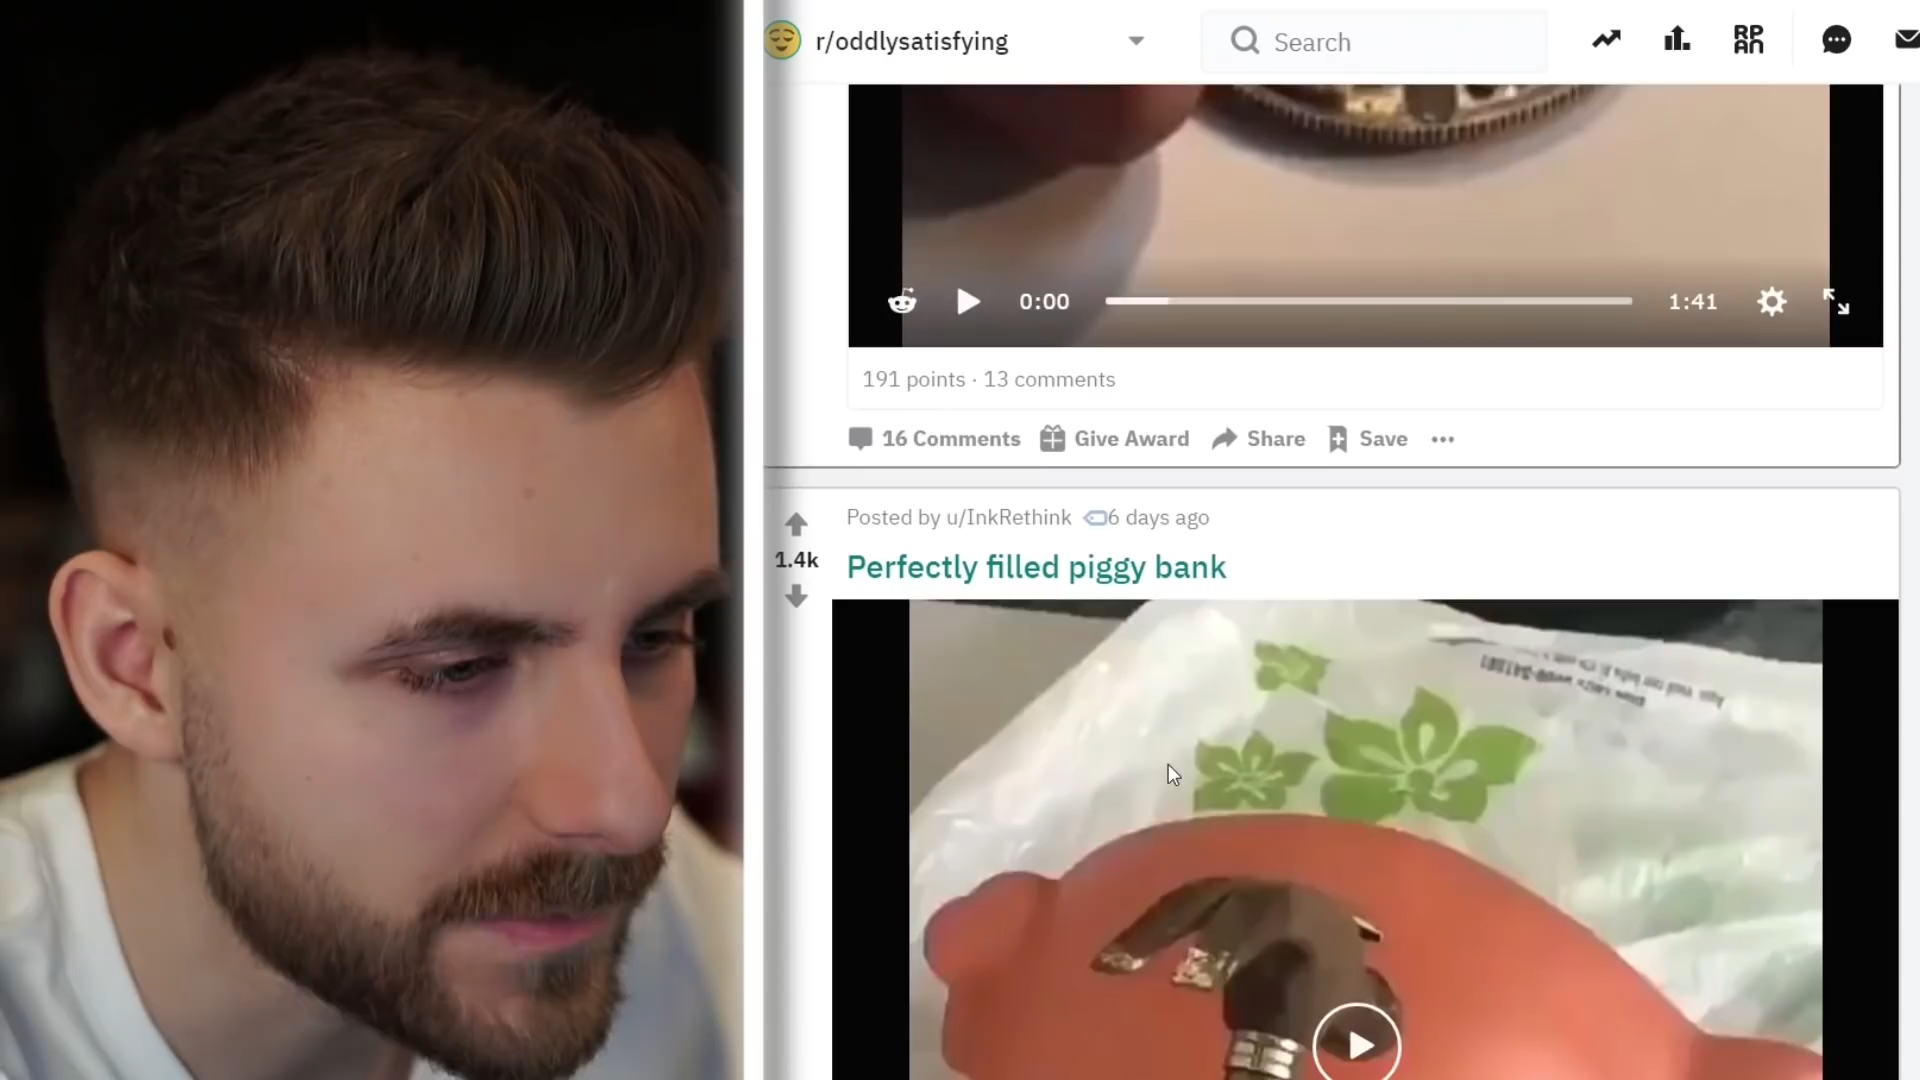 r/oddlysatisfying
Search
RPAN
0:00
1:41
191 points · 13 comments
16 Comments Give Award Share Save
Posted by u/InkRethink 6 days ago
1.4k
Perfectly filled piggy bank